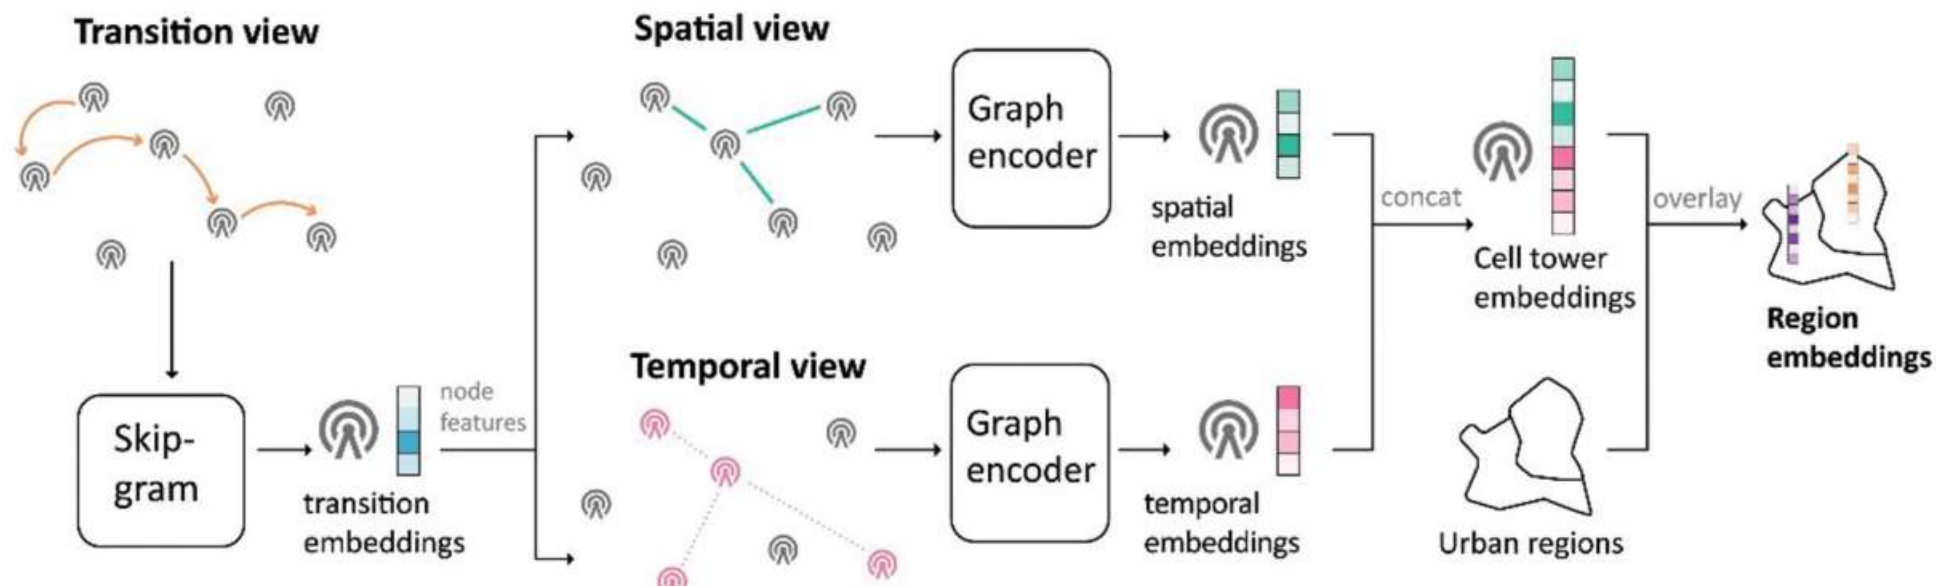 Transition view
Skip-
gram
transition
embeddings
node
features
Spatial view
Graph
encoder
spatial
embeddings
Temporal view
Graph
encoder
temporal
embeddings
concat
Cell tower
embeddings
Urban regions
overlay
Region
embeddings